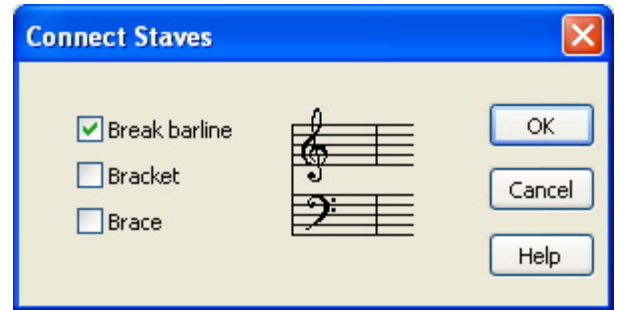 Connect Staves
Break barline
Bracket
Brace
OK
Cancel
Help